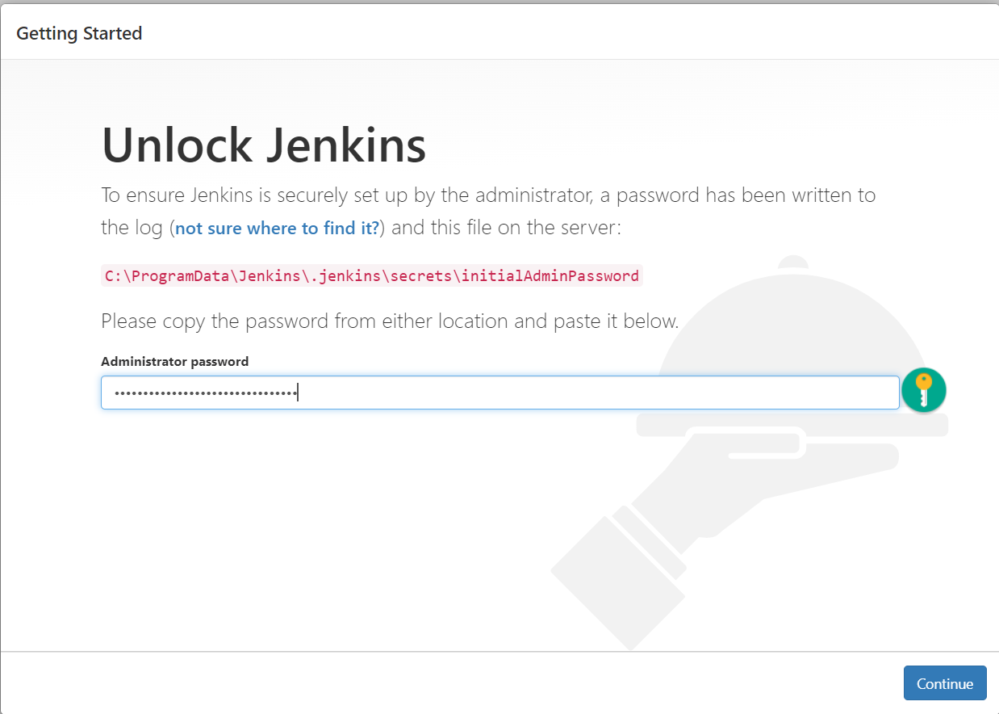 Getting Started
Unlock Jenkins
To ensure Jenkins is securely set up by the administrator, a password has been written to
the log (not sure where to find it?) and this file on the server:
C:\ProgramData\Jenkins\.jenkins\secrets\initialAdminPassword
Please copy the password from either location and paste it below.
Administrator password
••••••••••••••••••••••••••••••••
Continue